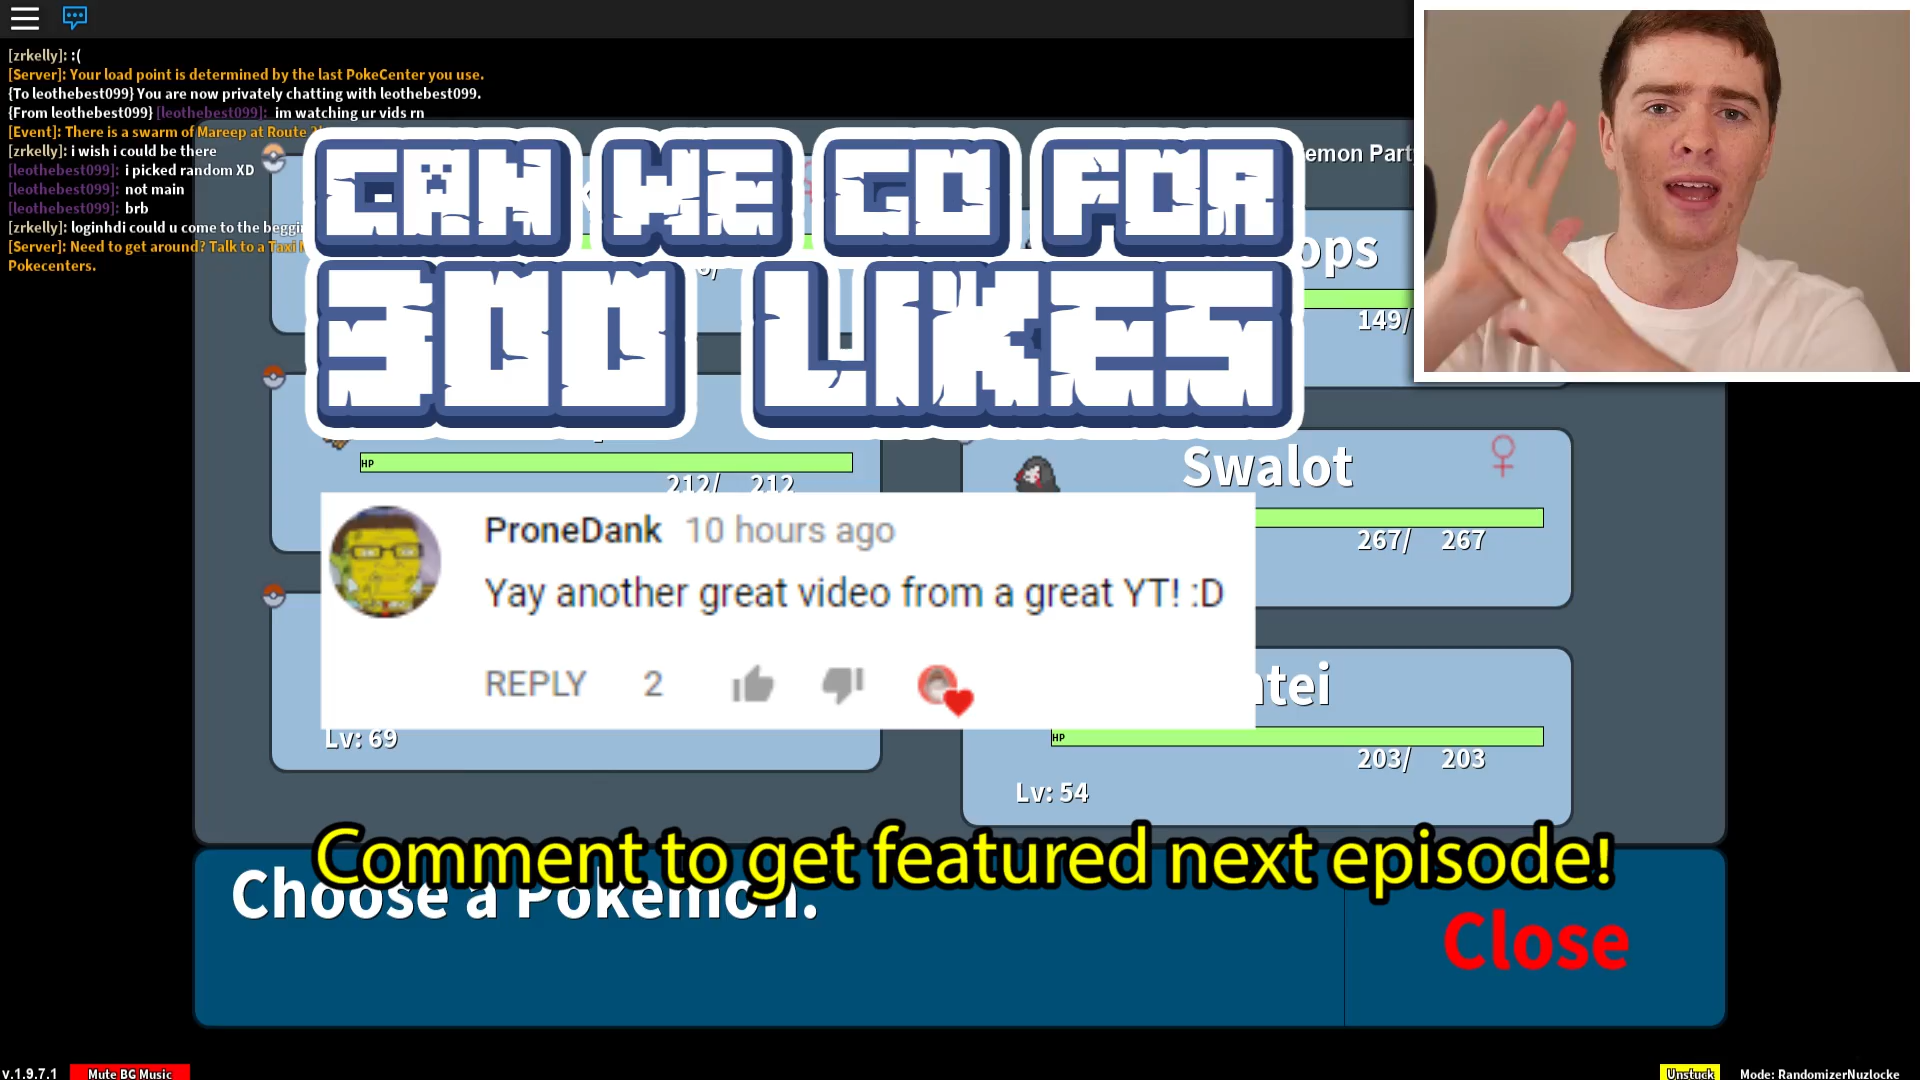 [zrkelly]: :(
[Server]: Your load point is determined by the last PokeCenter you use.
{To leothebest099} You are now privately chatting with leothebest099.
{From leothebest099} [leothebest099]: im watching ur vids rn
[Event]: There is a swarm of Mareep at Route
[zrkelly]: i wish i could be there
[leothebest099]: i picked random XD
[leothebest099]: not main
[leothebest099]: brb
[zrkelly]: loginhdi could u come to the beggi
[Server]: Need to get around? Talk to a Taxi
Pokecenters.
CAN WE GO FOR
300 LIKES
emon Part
ops
149/
HP
212/ 212
Swalot
267/ 267
ProneDank 10 hours ago
Yay another great video from a great YT! :D
REPLY 2
Lv: 69
tei
HP
203/ 203
Lv: 54
Comment to get featured next episode!
Choose a Pokemon.
Close
v.1.9.7.1
Mute BG Music
Unstuck
Mode: RandomizerNuzlocke